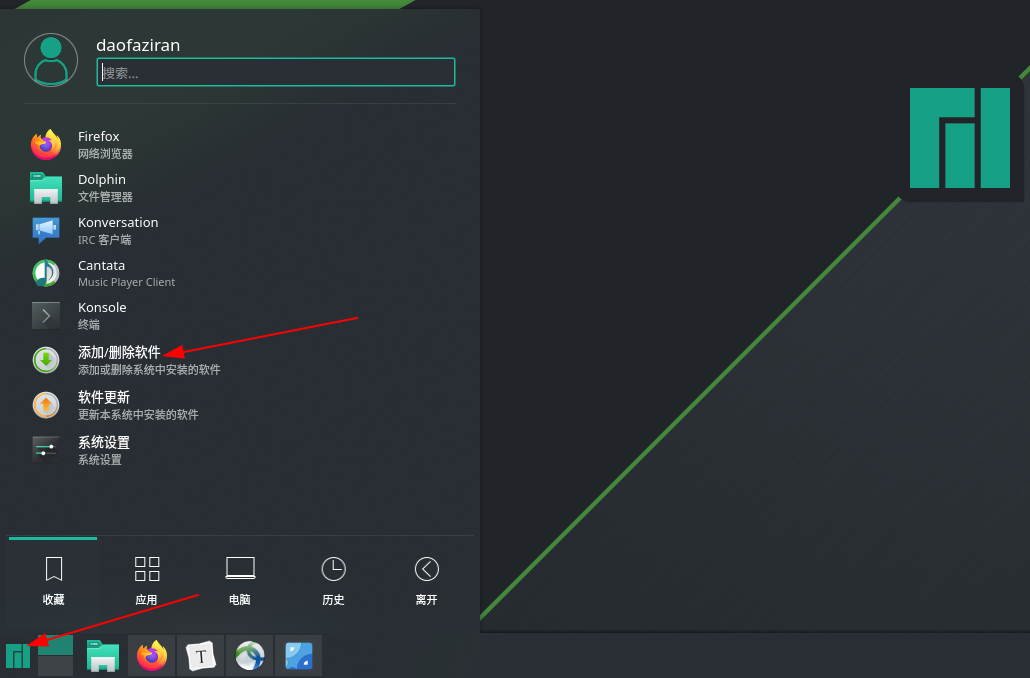 daofaziran
搜索...
Firefox
网络浏览器
Dolphin
文件管理器
Konversation
IRC 客户端
Cantata
Music Player Client
Konsole
终端
添加/删除软件
添加或删除系统中安装的软件
软件更新
更新本系统中安装的软件
系统设置
系统设置
收藏
应用
电脑
历史
离开
T